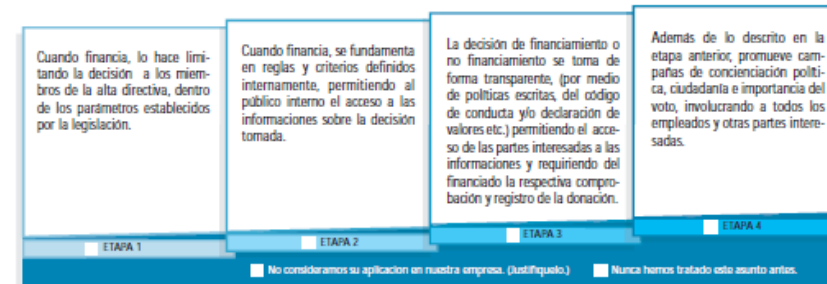 Cuando financia, lo hace limi-
tando la decisión a los miem-
bros de la alta directiva, dentro
de los parámetros establecidos
por la legislación.
ETAPA 1
Cuando financia, se fundamenta
en reglas y criterios definidos
internamente, permitiendo al
público interno el acceso a las
informaciones sobre la decisión
tomada.
ETAPA 2
La decisión de financiamiento o
no financiamiento se toma de
forma transparente, (por medio
de políticas escritas, del código
de conducta y/o declaración de
valores etc.) permitiendo el acce-
so de las partes interesadas a las
informaciones y requiriendo del
financiado la respectiva compro-
bación y registro de la donación.
ETAPA 3
Además de lo descrito en la
etapa anterior, promueve cam-
pañas de concienciación políti-
ca, ciudadanía e importancia del
voto, involucrando a todos los
empleados y otras partes intere-
sadas.
ETAPA 4
No consideramos su aplicacion en nuestra empresa. (Justifíquelo.)
Nunca hemos tratado este asunto antes.